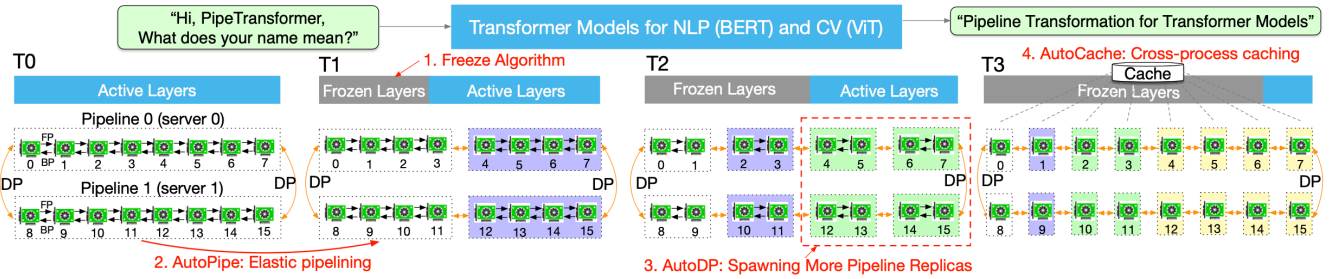 “Hi, PipeTransformer,
What does your name mean?”
Transformer Models for NLP (BERT) and CV (ViT)
“Pipeline Transformation for Transformer Models”
T0
T1
1. Freeze Algorithm
T2
T3
4. AutoCache: Cross-process caching
Cache
Active Layers
Frozen Layers
Active Layers
Frozen Layers
Active Layers
Frozen Layers
Pipeline 0 (server 0)
FP
BP
0 1 2 3 4 5 6 7
0 1 2 3 4 5 6 7
0 1 2 3 4 5 6 7
0 1 2 3 4 5 6 7
DP
DP
DP
DP
DP
DP
Pipeline 1 (server 1)
FP
BP
8 9 10 11 12 13 14 15
8 9 10 11 12 13 14 15
8 9 10 11 12 13 14 15
8 9 10 11 12 13 14 15
2. AutoPipe: Elastic pipelining
3. AutoDP: Spawning More Pipeline Replicas